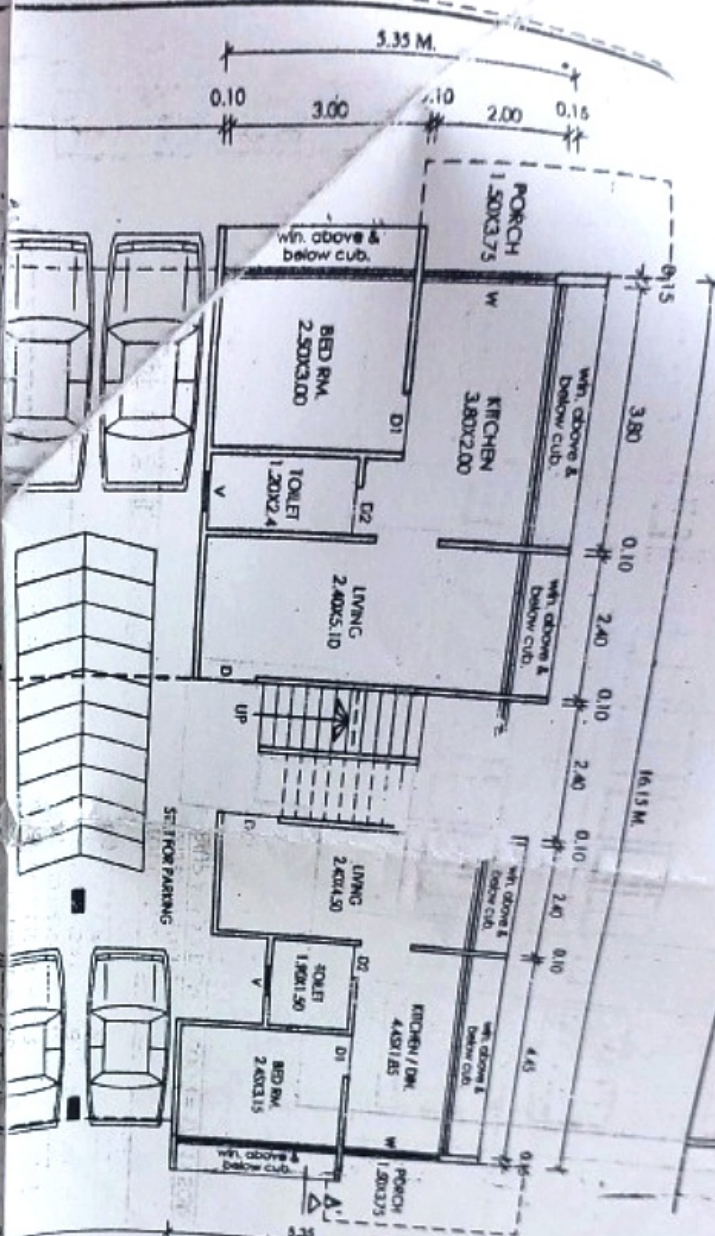 5.35 M.
0.10
3.00
.10
2.00
0.15
PORCH
1.50X3.75
0.15
win. above &
below cub.
W
BED RM.
2.50X3.00
D1
KITCHEN
3.80X2.00
win. above &
below cub.
3.80
TOILET
1.20X2.4
V
D2
0.10
LIVING
2.40X5.10
win. above &
below cub.
2.40
D
0.10
UP
2.40
16.15 M.
0.10
D
LIVING
2.40X4.50
win. above &
below cub.
2.40
0.10
FOR PARKING
D2
TOILET
V
KITCHEN / DIN.
4.45X1.85
win. above &
below cub.
4.45
D1
BED RM.
2.45X3.15
W
win. above &
below cub.
PORCH
1.50X3.75
A'
5.35